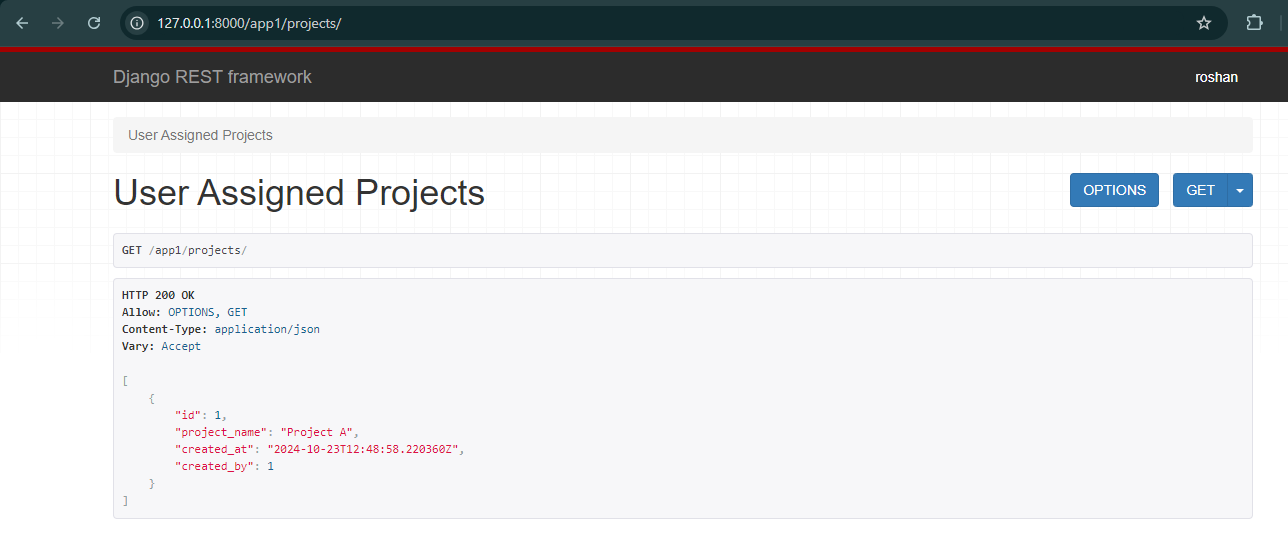 127.0.0.1:8000/app1/projects/
Django REST framework
roshan
User Assigned Projects
User Assigned Projects
OPTIONS
GET
GET /app1/projects/
HTTP 200 OK
Allow: OPTIONS, GET
Content-Type: application/json
Vary: Accept
[
    {
        "id": 1,
        "project_name": "Project A",
        "created_at": "2024-10-23T12:48:58.220360Z",
        "created_by": 1
    }
]